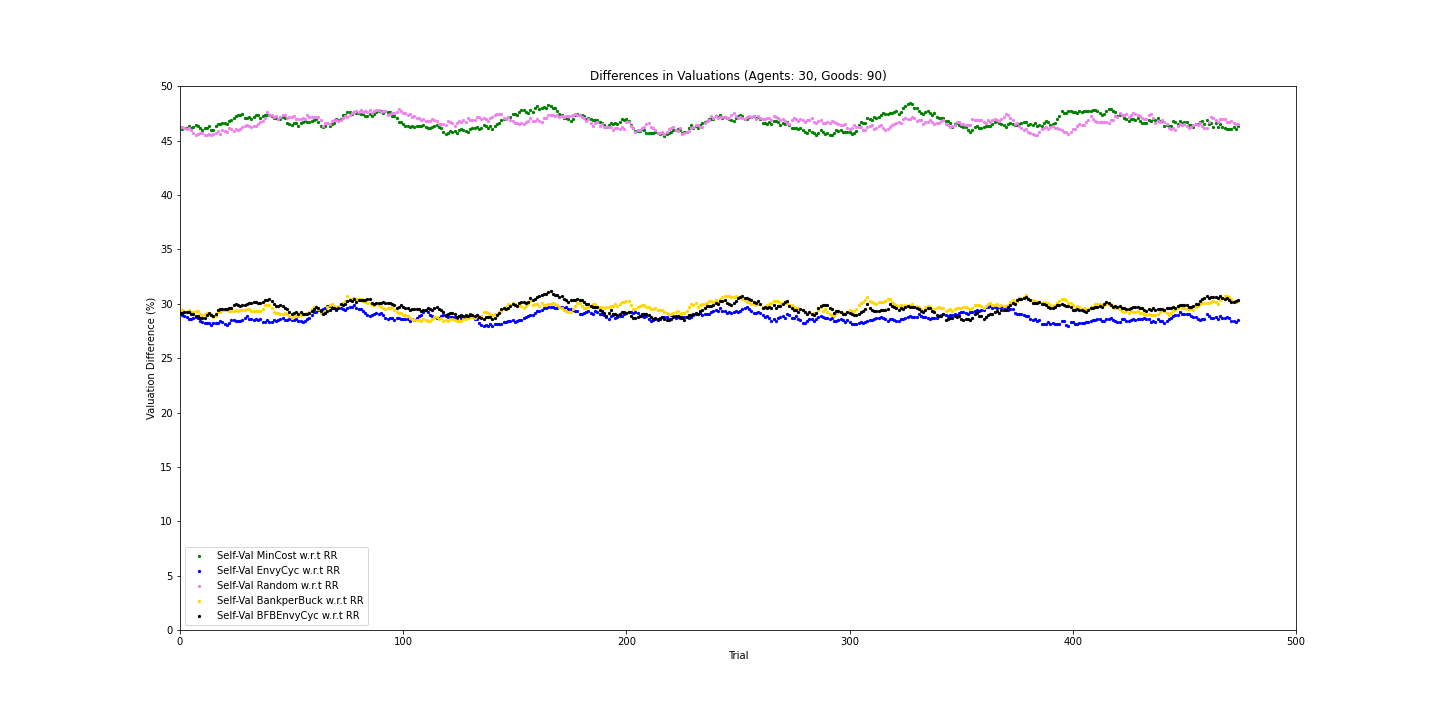 Differences in Valuations (Agents: 30, Goods: 90)
50
45
40
35
30
25
20
15
10
5
0
Valuation Difference (%)
Self-Val MinCost w.r.t RR
Self-Val EnvyCyc w.r.t RR
Self-Val Random w.r.t RR
Self-Val BankperBuck w.r.t RR
Self-Val BFBEnvyCyc w.r.t RR
0 100 200 300 400 500
Trial